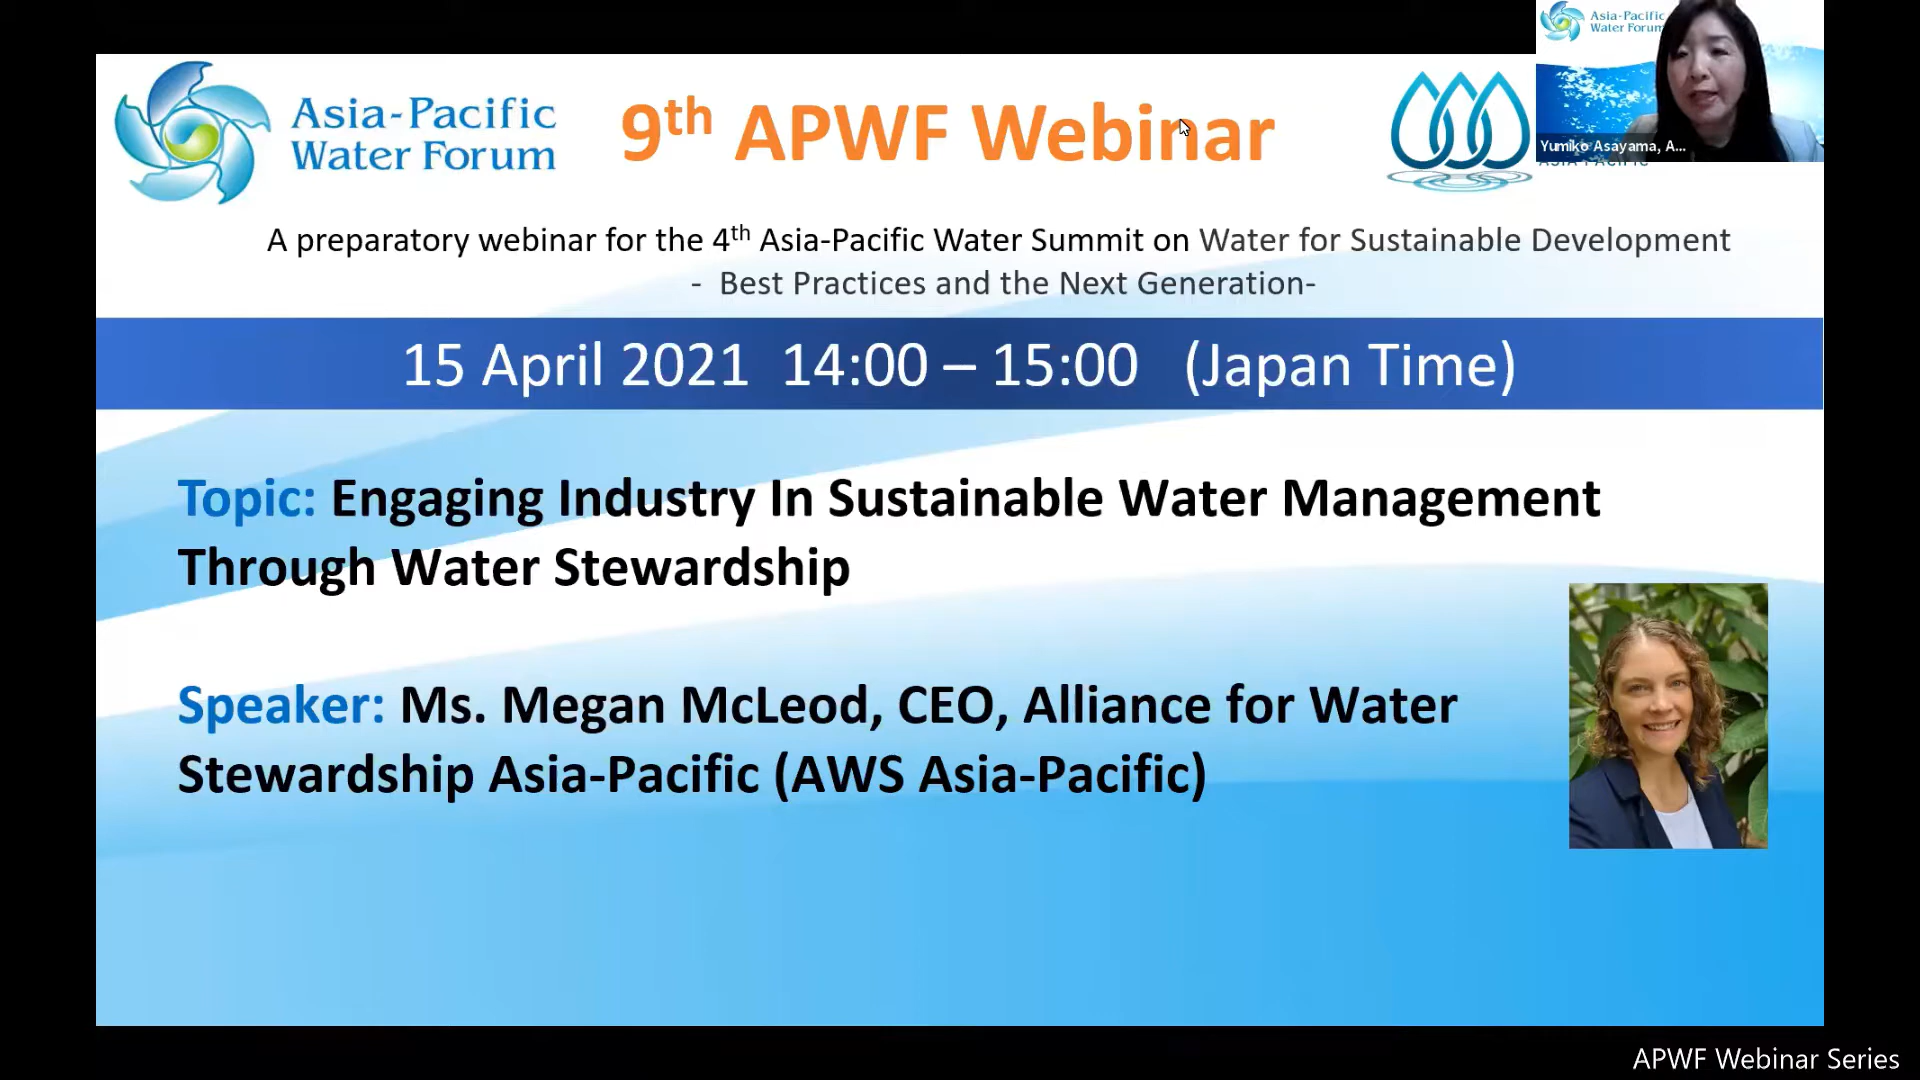 Asia-Pacific
Water Forum
9th APWF Webinar
Asia-Pacific
Water Forum
Yumiko Asayama, A...
A preparatory webinar for the 4th Asia-Pacific Water Summit on Water for Sustainable Development
- Best Practices and the Next Generation-
15 April 2021 14:00 – 15:00 (Japan Time)
Topic: Engaging Industry In Sustainable Water Management
Through Water Stewardship
Speaker: Ms. Megan McLeod, CEO, Alliance for Water
Stewardship Asia-Pacific (AWS Asia-Pacific)
APWF Webinar Series